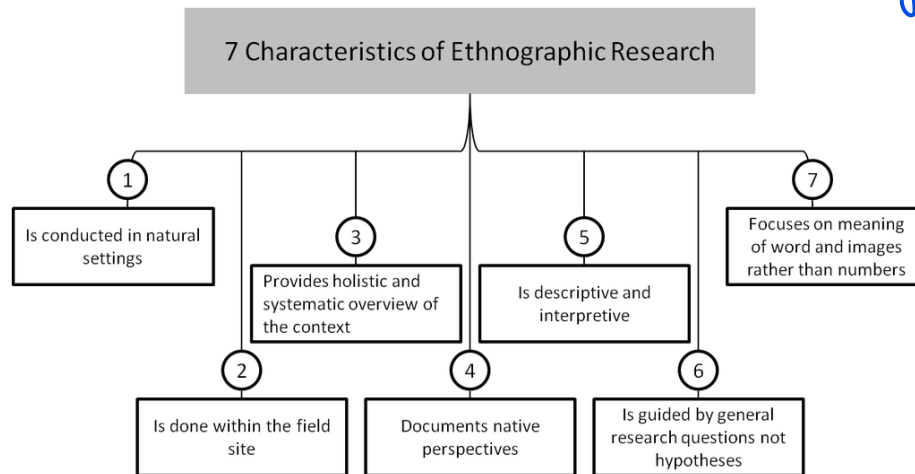 7 Characteristics of Ethnographic Research
1
Is conducted in natural
settings
2
Is done within the field
site
3
Provides holistic and
systematic overview of
the context
4
Documents native
perspectives
5
Is descriptive and
interpretive
6
Is guided by general
research questions not
hypotheses
7
Focuses on meaning
of word and images
rather than numbers